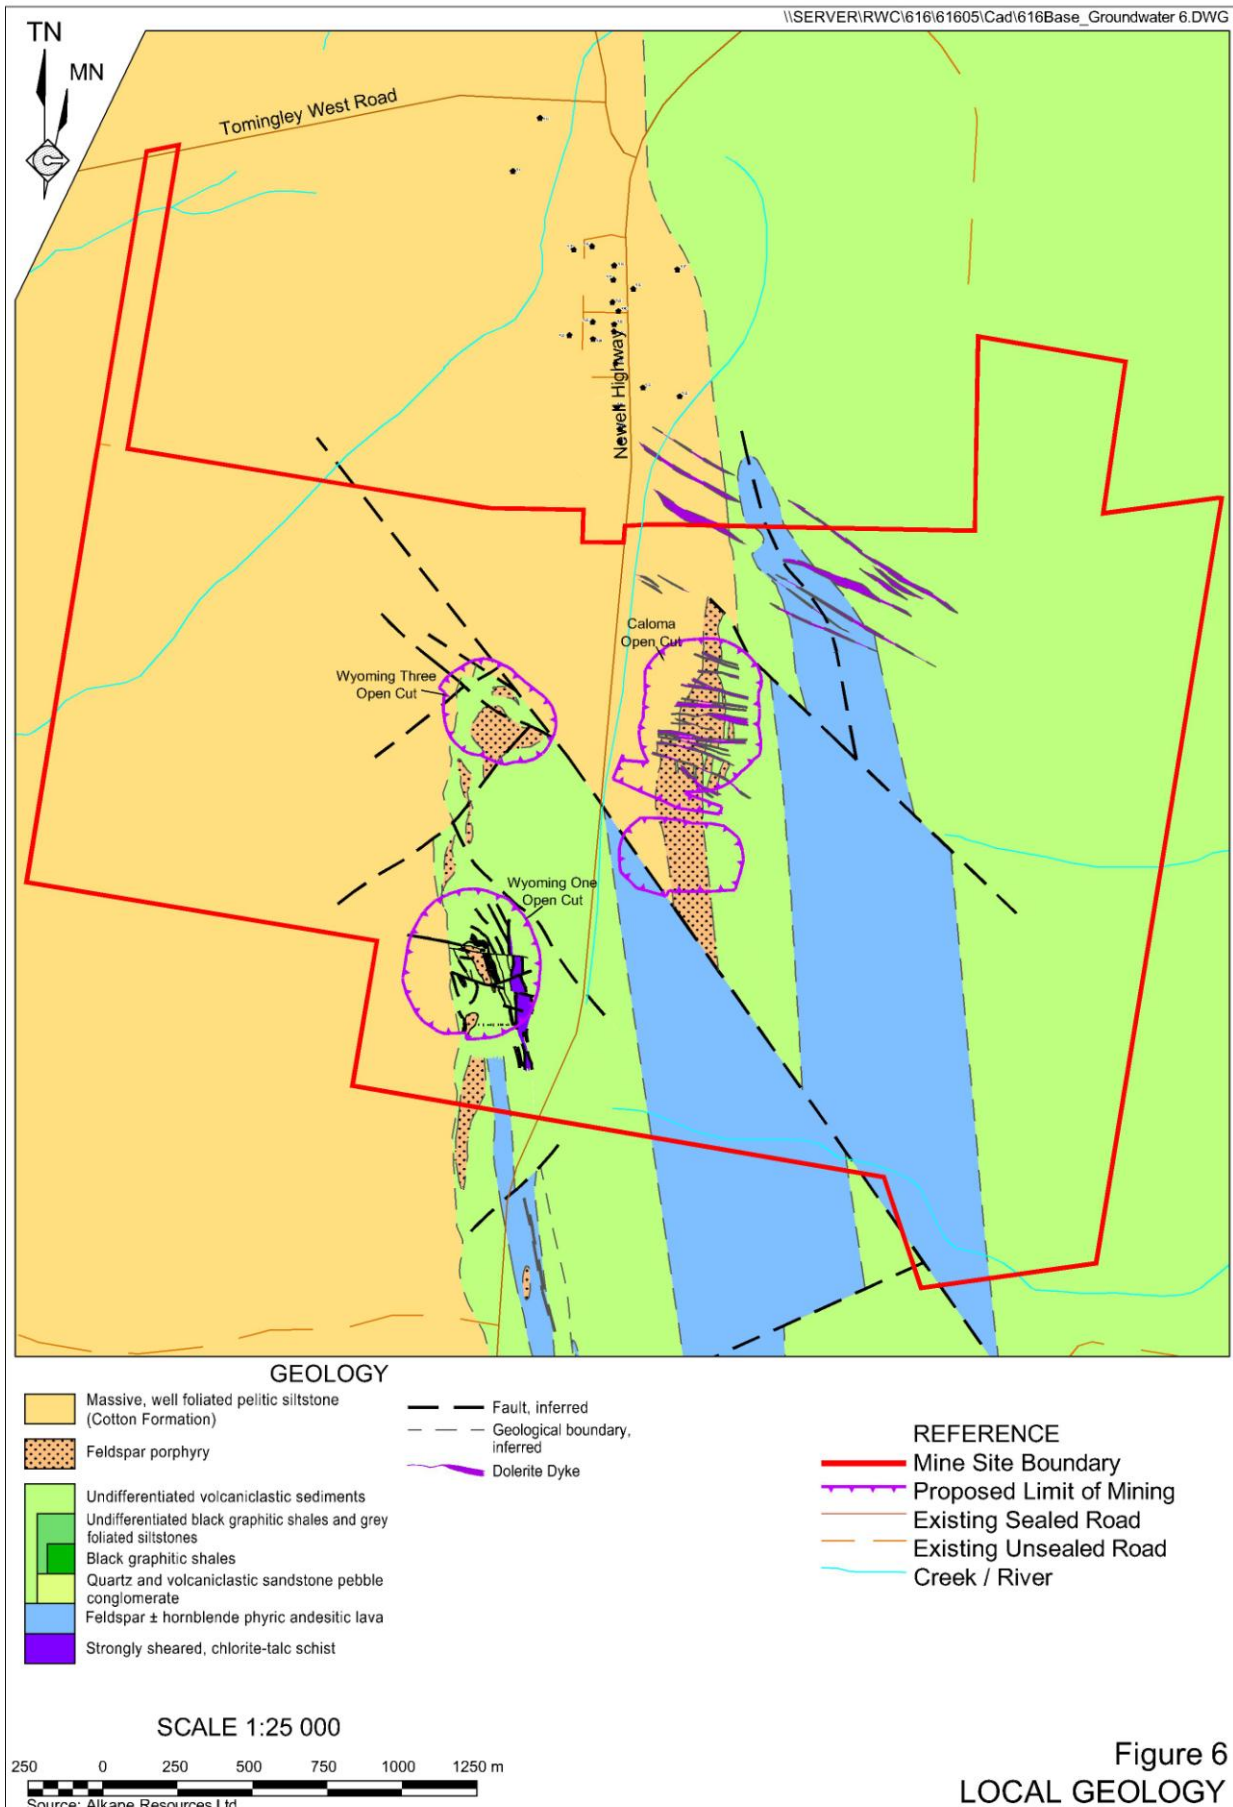 \\SERVER\RWC\616\61605\Cad\616Base_Groundwater 6.DWG
TN
MN
Tomingley West Road
Newell Highway
Caloma
Open Cut
Wyoming Three
Open Cut
Wyoming One
Open Cut
GEOLOGY
Massive, well foliated pelitic siltstone
(Cotton Formation)
Feldspar porphyry
Undifferentiated volcaniclastic sediments
Undifferentiated black graphitic shales and grey
foliated siltstones
Black graphitic shales
Quartz and volcaniclastic sandstone pebble
conglomerate
Feldspar ± hornblende phyric andesitic lava
Strongly sheared, chlorite-talc schist
Fault, inferred
Geological boundary,
inferred
Dolerite Dyke
REFERENCE
Mine Site Boundary
Proposed Limit of Mining
Existing Sealed Road
Existing Unsealed Road
Creek / River
SCALE 1:25 000
250 0 250 500 750 1000 1250 m
Source: Alkane Resources Ltd
Figure 6
LOCAL GEOLOGY